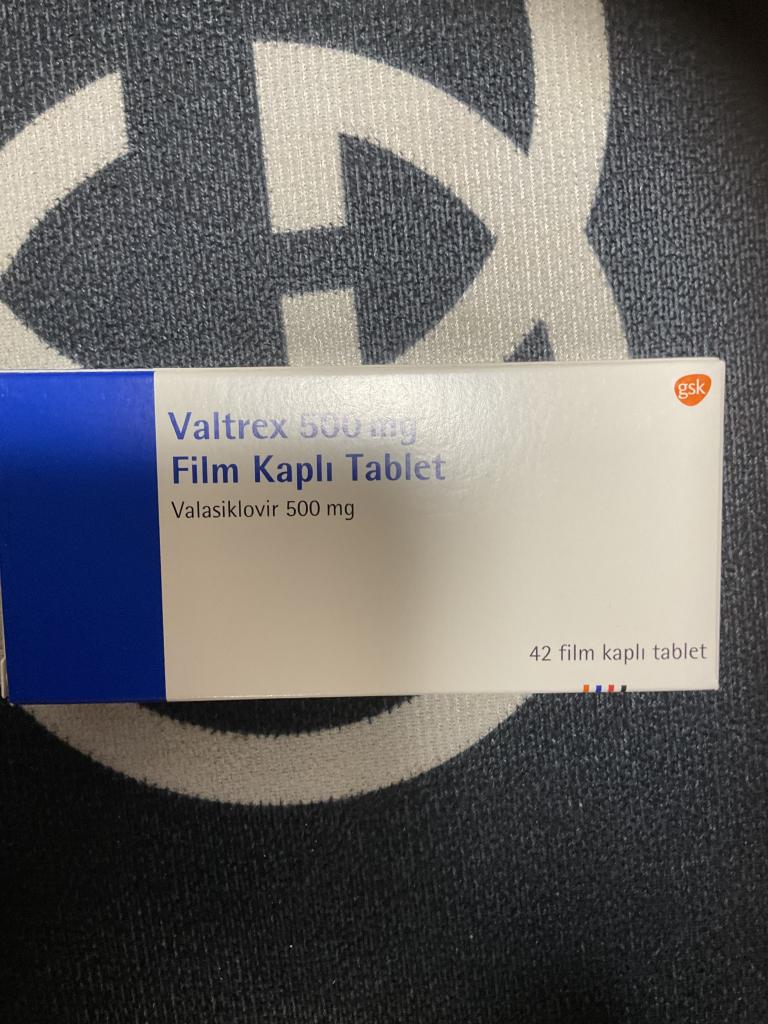 gsk
Valtrex 500 mg
Film Kaplı Tablet
Valasiklovir 500 mg
42 film kaplı tablet